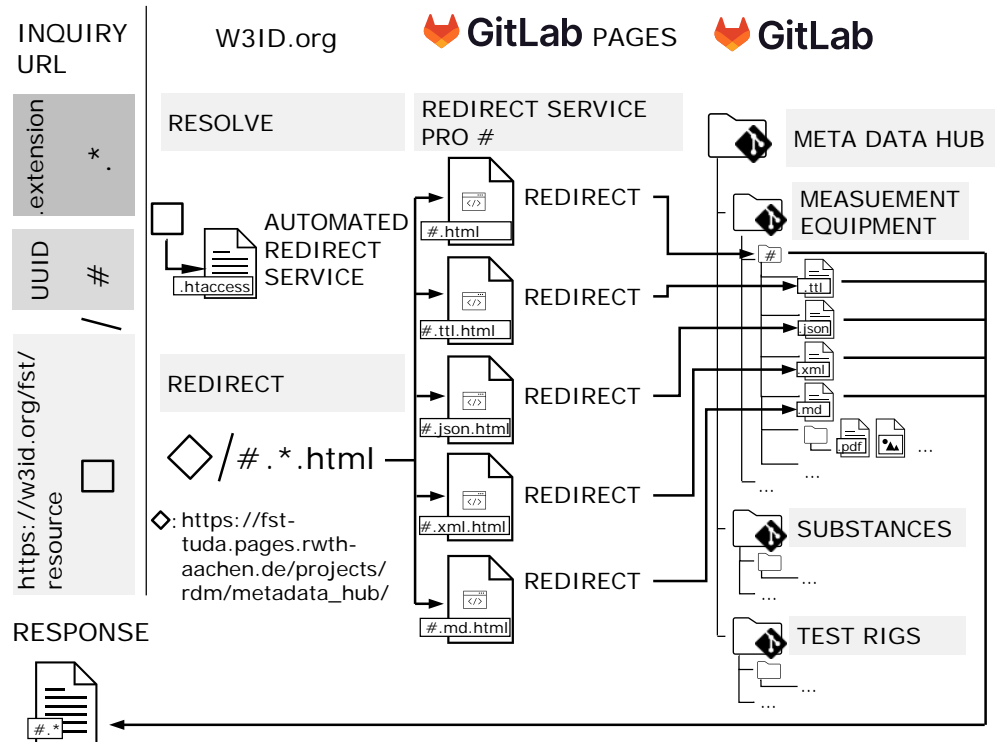 INQUIRY
URL
.extension
.*
UUID
#
/
https://w3id.org/fst/
resource
W3ID.org
RESOLVE
AUTOMATED
REDIRECT
SERVICE
.htaccess
REDIRECT
/#.*.html
: https://fst-
tuda.pages.rwth-
aachen.de/projects/
rdm/metadata_hub/
GitLab PAGES
REDIRECT SERVICE
PRO #
</>
#.html
REDIRECT
</>
#.ttl.html
REDIRECT
</>
#.json.html
REDIRECT
</>
#.xml.html
REDIRECT
</>
#.md.html
REDIRECT
GitLab
META DATA HUB
MEASUEMENT
EQUIPMENT
#
.ttl
.json
.xml
.md
.pdf
...
...
...
SUBSTANCES
...
...
TEST RIGS
...
...
RESPONSE
#.*